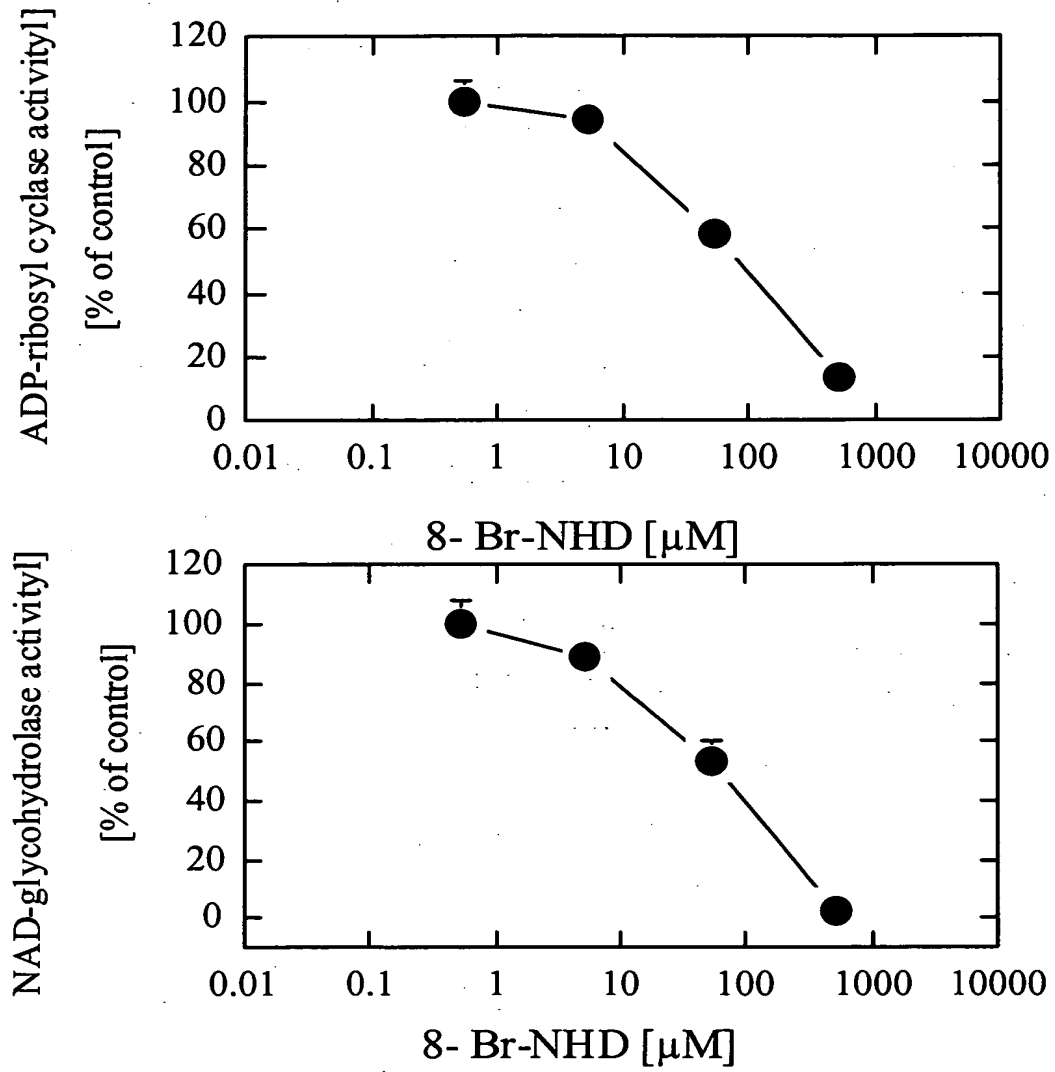 ADP-ribosyl cyclase activityl]
[% of control]
120
100
80
60
40
20
0
0.01 0.1 1 10 100 1000 10000
8- Br-NHD [μM]
NAD-glycohydrolase activityl]
[% of control]
120
100
80
60
40
20
0
0.01 0.1 1 10 100 1000 10000
8- Br-NHD [μM]